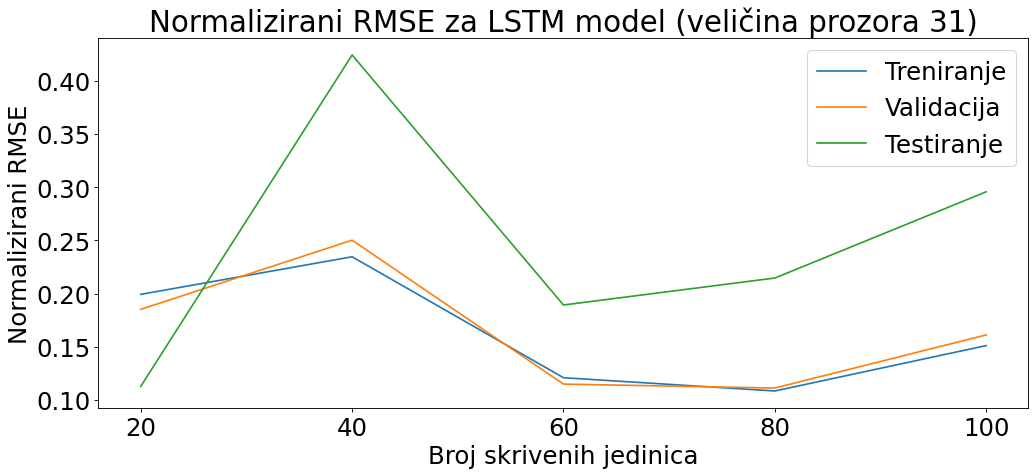 Normalizirani RMSE za LSTM model (veličina prozora 31)
Normalizirani RMSE
0.40
0.35
0.30
0.25
0.20
0.15
0.10
Treniranje
Validacija
Testiranje
20 40 60 80 100
Broj skrivenih jedinica